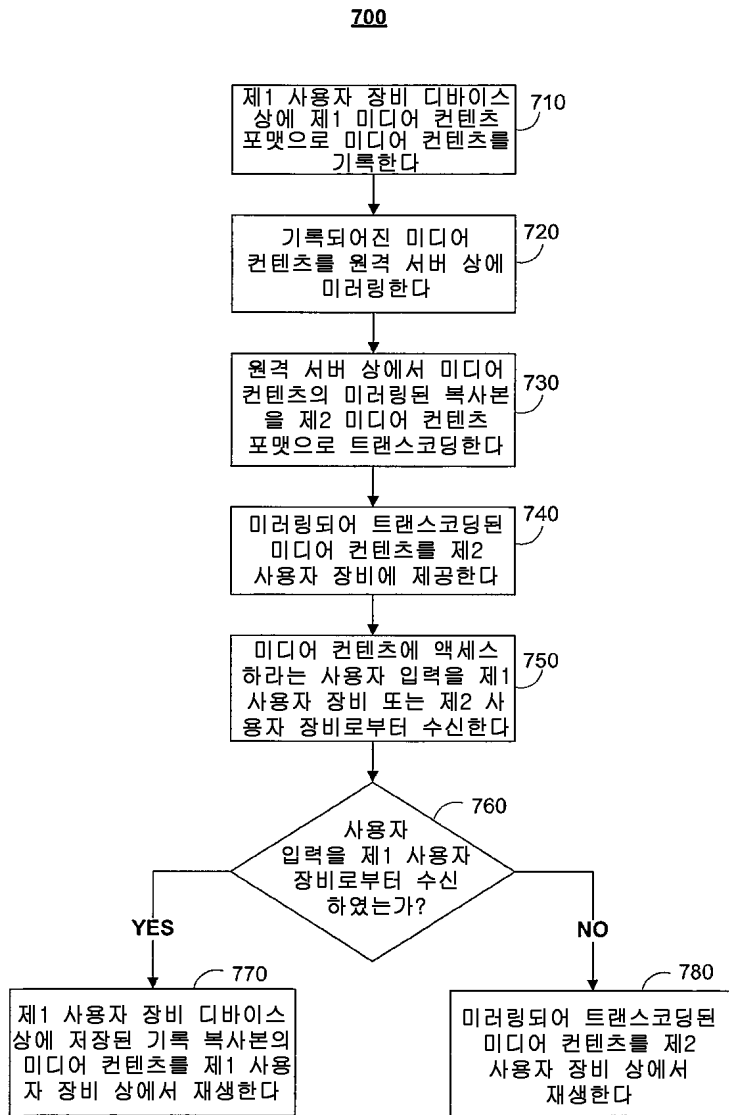 700
제1 사용자 장비 디바이스
상에 제1 미디어 컨텐츠
포맷으로 미디어 컨텐츠를
기록한다
710
기록되어진 미디어
컨텐츠를 원격 서버 상에
미러링한다
720
원격 서버 상에서 미디어
컨텐츠의 미러링된 복사본
을 제2 미디어 컨텐츠
포맷으로 트랜스코딩한다
730
미러링되어 트랜스코딩된
미디어 컨텐츠를 제2
사용자 장비에 제공한다
740
미디어 컨텐츠에 액세스
하라는 사용자 입력을 제1
사용자 장비 또는 제2 사
용자 장비로부터 수신한다
750
사용자
입력을 제1 사용자
장비로부터 수신
하였는가?
760
YES
NO
제1 사용자 장비 디바이스
상에 저장된 기록 복사본의
미디어 컨텐츠를 제1 사용
자 장비 상에서 재생한다
770
미러링되어 트랜스코딩된
미디어 컨텐츠를 제2
사용자 장비 상에서
재생한다
780